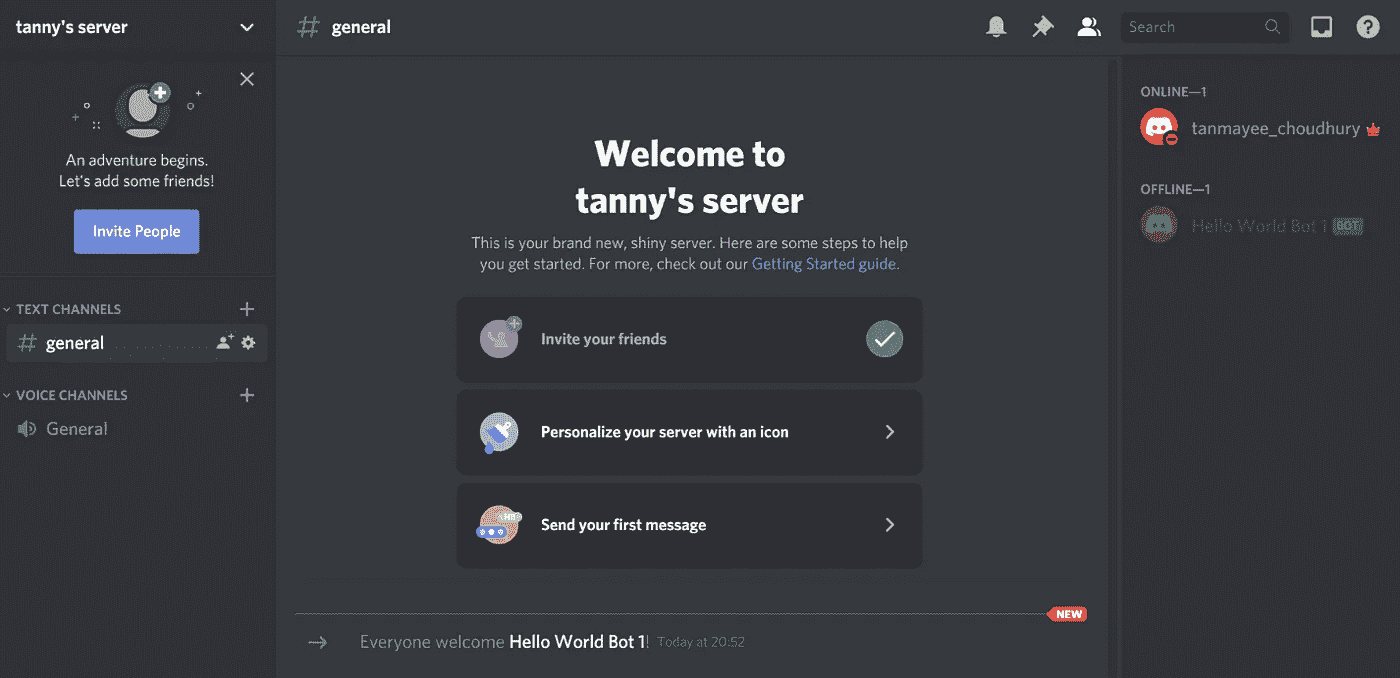 tanny's server
An adventure begins.
Let's add some friends!
Invite People
TEXT CHANNELS
general
VOICE CHANNELS
General
general
Search
Welcome to
tanny's server
This is your brand new, shiny server. Here are some steps to help
you get started. For more, check out our Getting Started guide.
Invite your friends
Personalize your server with an icon
Send your first message
NEW
Everyone welcome Hello World Bot 1! Today at 20:52
ONLINE—1
tanmayee_choudhury
OFFLINE—1
Hello World Bot 1 BOT